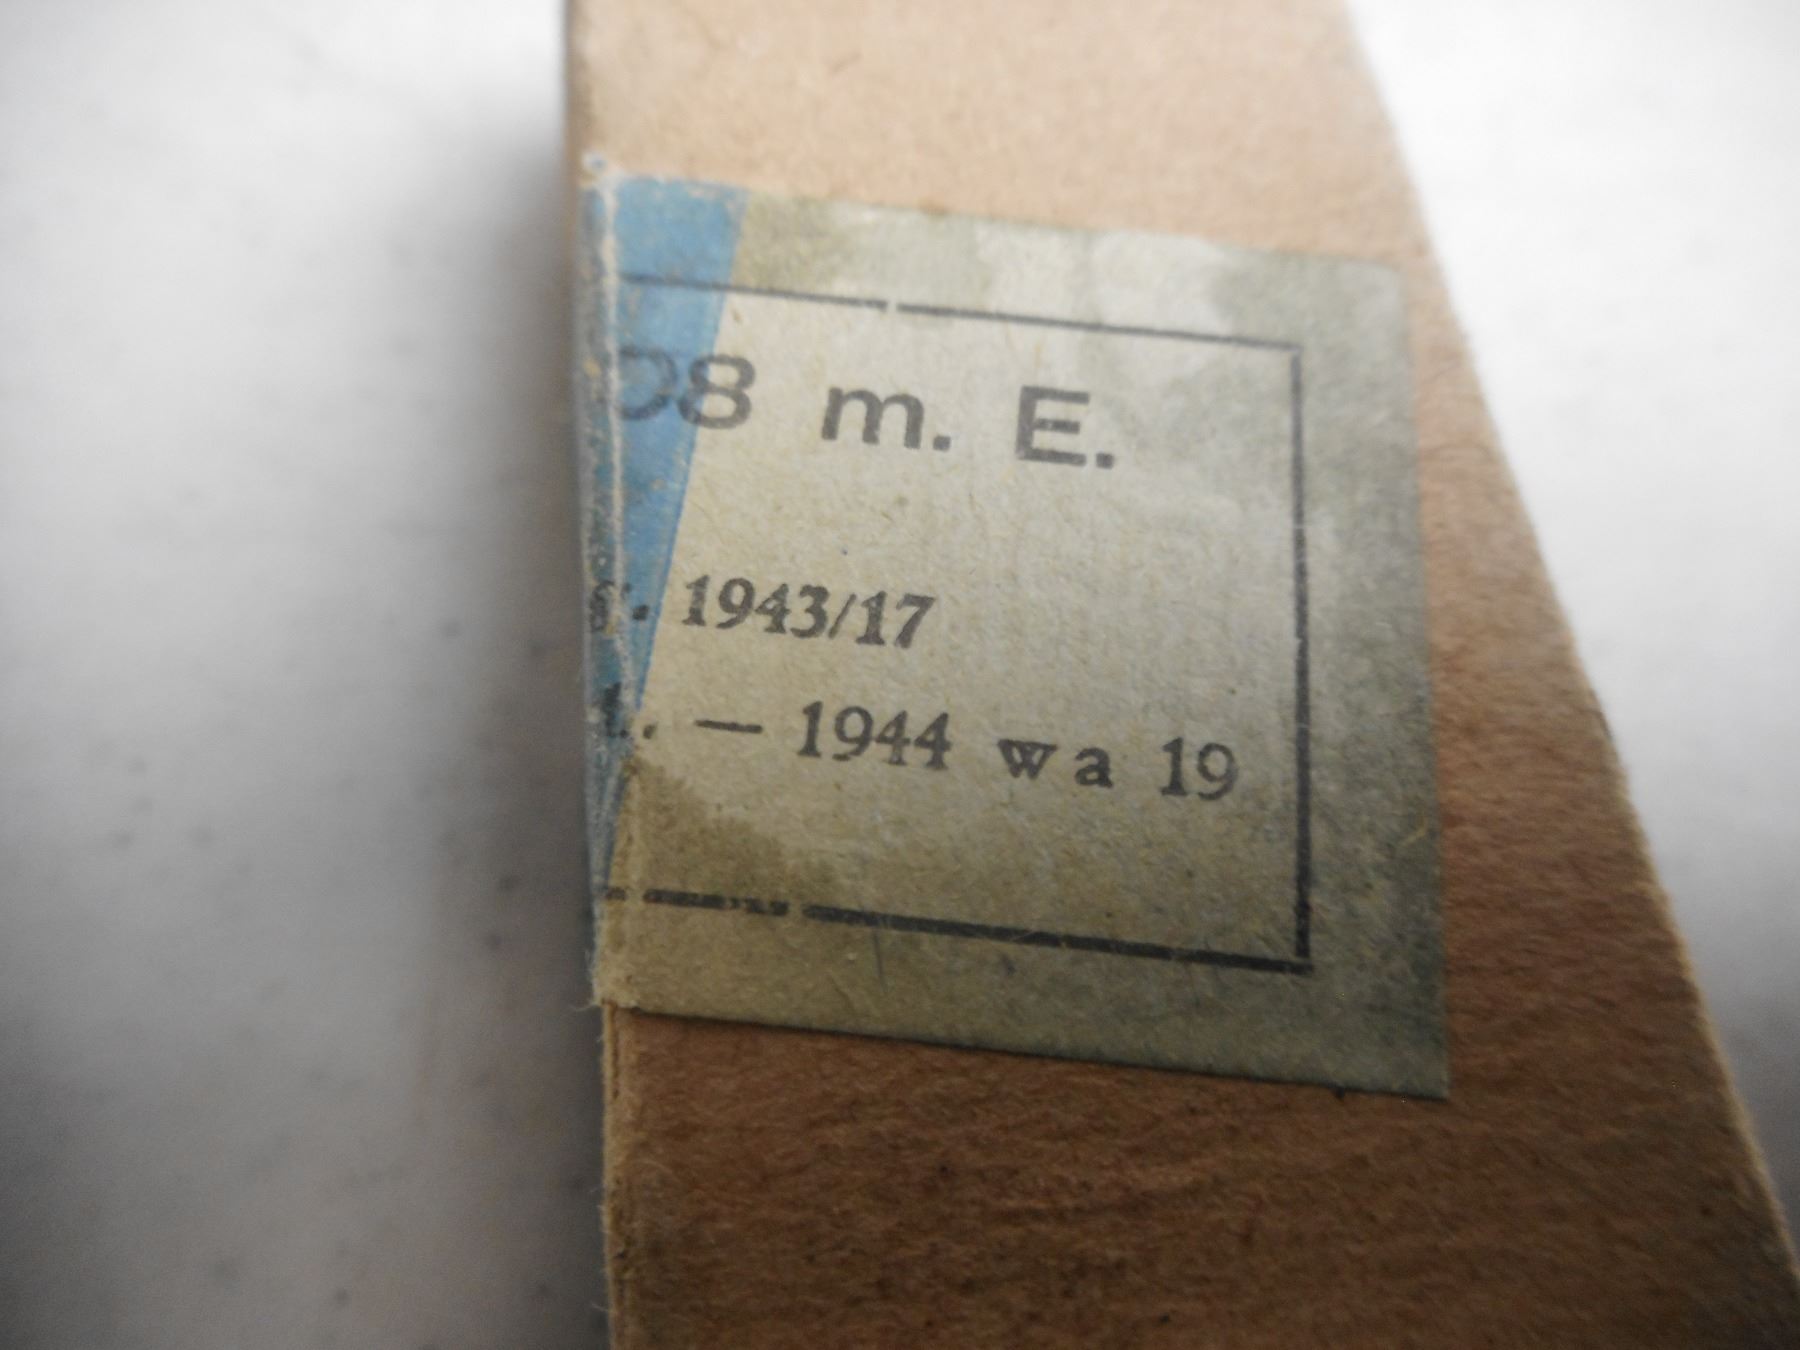 08 m. E.
1943/17
. — 1944 wa 19